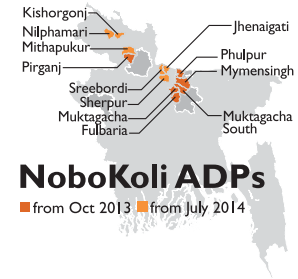 Kishorgonj
Nilphamari
Mithapukur
Pirganj
Jhenaigati
Phulpur
Mymensingh
Sreebordi
Sherpur
Muktagacha
Fulbaria
Muktagacha
South
NoboKoli ADPs
from Oct 2013 from July 2014